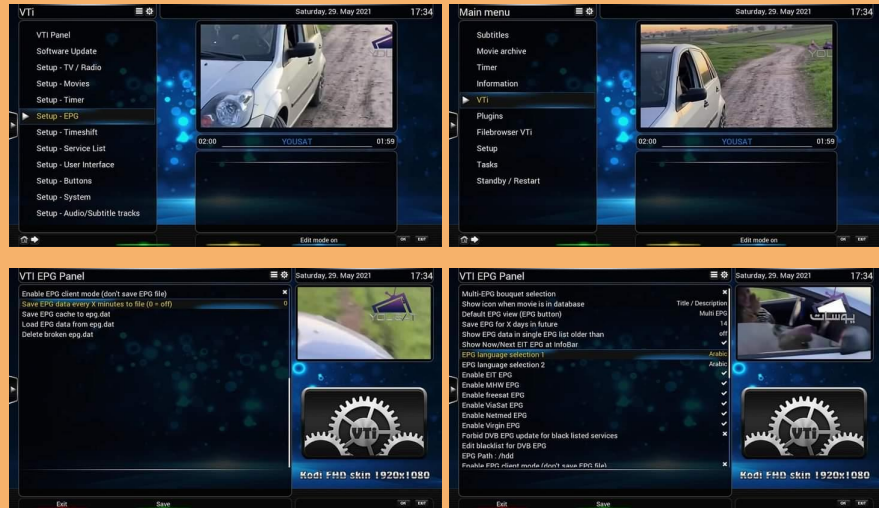 VTi
Saturday, 29. May 2021
17:34
VTI Panel
Software Update
Setup - TV / Radio
Setup - Movies
Setup - Timer
Setup - EPG
Setup - Timeshift
Setup - Service List
Setup - User Interface
Setup - Buttons
Setup - System
Setup - Audio/Subtitle tracks
02:00 YOUSAT 01:59
Edit mode on
OK EXIT
Main menu
Saturday, 29. May 2021
17:34
Subtitles
Movie archive
Timer
Information
VTi
Plugins
Filebrowser VTi
Setup
Tasks
Standby / Restart
02:00 YOUSAT 01:59
Edit mode on
OK EXIT
VTI EPG Panel
Saturday, 29. May 2021
17:34
Enable EPG client mode (don't save EPG file)
Save EPG data every X minutes to file (0 = off) 0
Save EPG cache to epg.dat
Load EPG data from epg.dat
Delete broken epg.dat
YOUSAT
VTi
Kodi FHD skin 1920x1080
Exit Save
OK EXIT
VTI EPG Panel
Saturday, 29. May 2021
17:34
Multi-EPG bouquet selection
Show icon when movie is in database Title / Description
Default EPG view (EPG button) Multi EPG
Save EPG for X days in future 14
Show EPG data in single EPG list older than off
Show Now/Next EIT EPG at InfoBar
EPG language selection 1 Arabic
EPG language selection 2 Arabic
Enable EIT EPG
Enable MHW EPG
Enable freesat EPG
Enable ViaSat EPG
Enable Netmed EPG
Enable Virgin EPG
Forbid DVB EPG update for black listed services
Edit blacklist for DVB EPG
EPG Path : /hdd
Enable EPG client mode (don't save EPG file)
يوسات
VTi
Kodi FHD skin 1920x1080
Exit Save
OK EXIT